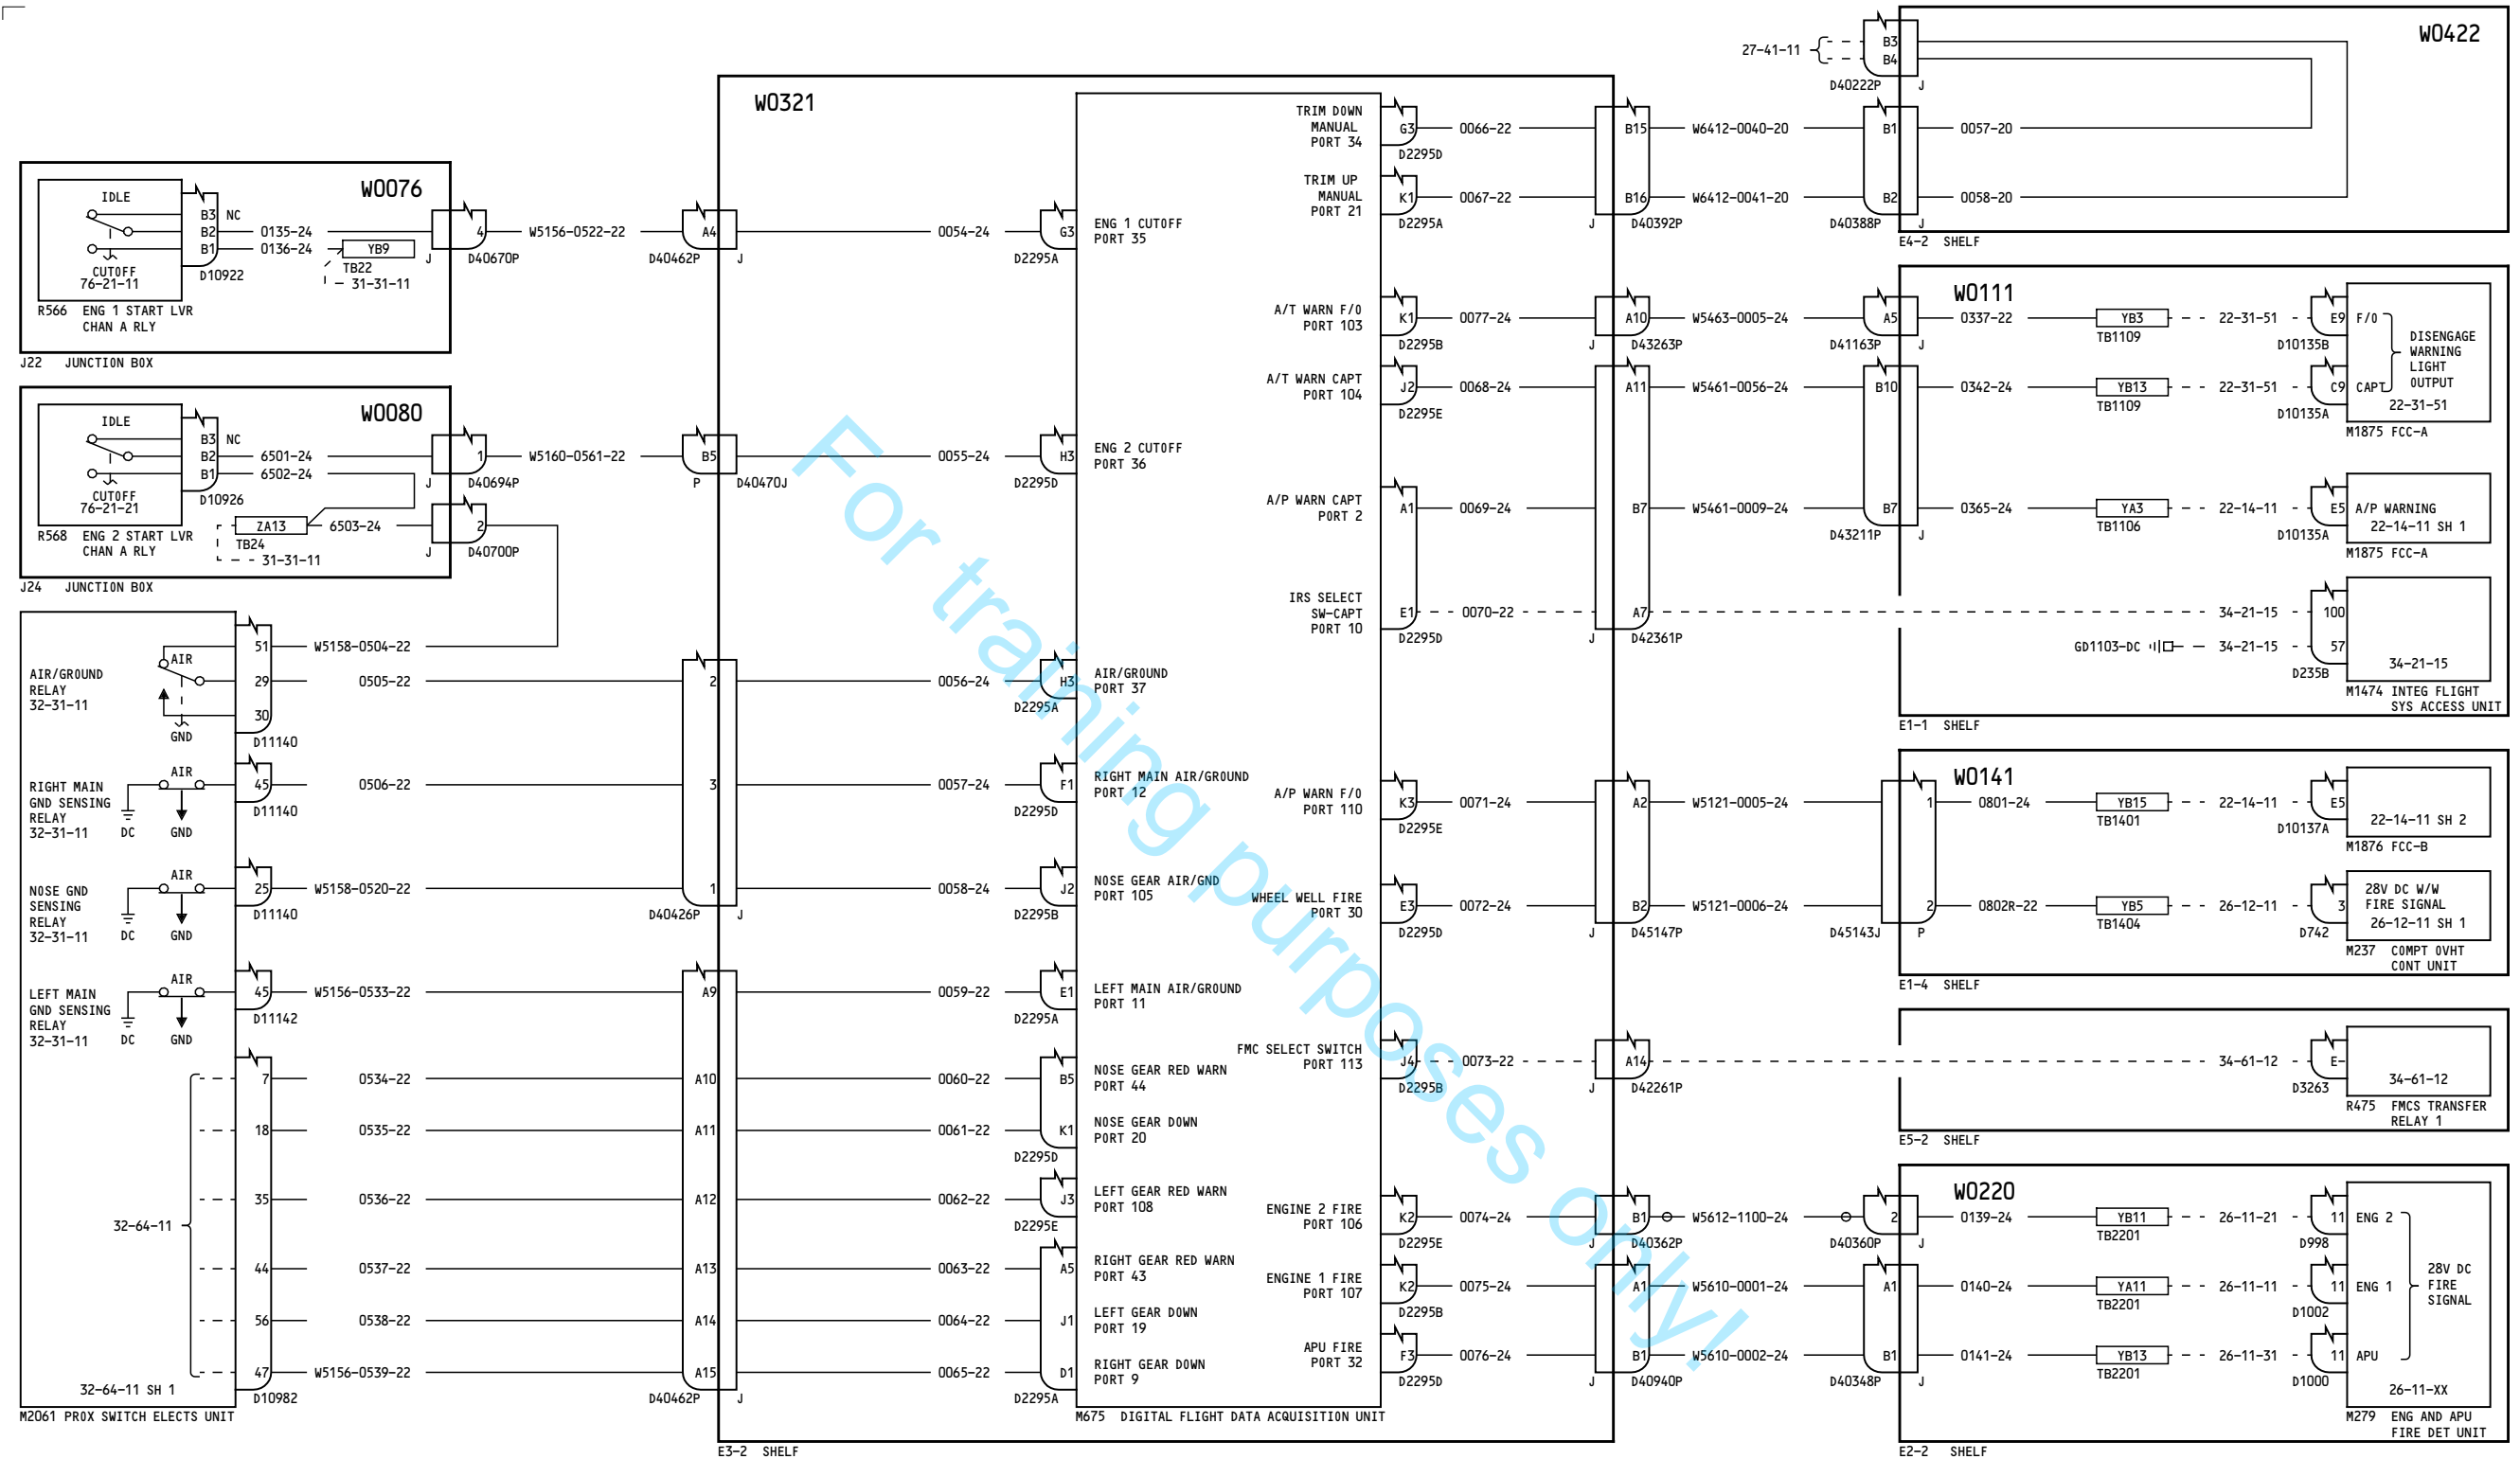 W0422
27-41-11
B3
B4
D40222P
J
B1
0057-20
B2
0058-20
D40388P
J
E4-2 SHELF
W0321
TRIM DOWN
MANUAL
PORT 34
G3
0066-22
B15
W6412-0040-20
D2295D
TRIM UP
MANUAL
PORT 21
K1
0067-22
B16
W6412-0041-20
D2295A
J
D40392P
W0076
IDLE
B3 NC
B2
0135-24
B1
0136-24
YB9
TB22
31-31-11
CUTOFF
76-21-11
D10922
R566 ENG 1 START LVR
CHAN A RLY
J22 JUNCTION BOX
4
J
D40670P
W5156-0522-22
A4
D40462P
J
0054-24
G3
D2295A
ENG 1 CUTOFF
PORT 35
W0080
IDLE
B3 NC
B2
6501-24
B1
6502-24
CUTOFF
76-21-21
D10926
R568 ENG 2 START LVR
CHAN A RLY
ZA13
6503-24
TB24
31-31-11
J24 JUNCTION BOX
1
J
D40694P
2
J
D40700P
W5160-0561-22
B5
P
D40470J
0055-24
H3
D2295D
ENG 2 CUTOFF
PORT 36
A/T WARN F/O
PORT 103
K1
0077-24
D2295B
A10
J
D43263P
W5463-0005-24
A5
D41163P
J
W0111
0337-22
YB3
TB1109
22-31-51
E9 F/O
D10135B
DISENGAGE
WARNING
LIGHT
OUTPUT
22-31-51
A/T WARN CAPT
PORT 104
J2
0068-24
D2295E
A11
W5461-0056-24
B10
0342-24
YB13
TB1109
22-31-51
C9 CAPT
D10135A
M1875 FCC-A
A/P WARN CAPT
PORT 2
A1
0069-24
B7
W5461-0009-24
B7
D43211P
J
0365-24
YA3
TB1106
22-14-11
E5 A/P WARNING
22-14-11 SH 1
D10135A
M1875 FCC-A
IRS SELECT
SW-CAPT
PORT 10
E1
0070-22
D2295D
A7
J
D42361P
34-21-15
100
GD1103-DC
34-21-15
57
D235B
34-21-15
M1474 INTEG FLIGHT
SYS ACCESS UNIT
E1-1 SHELF
AIR/GROUND
RELAY
32-31-11
AIR
GND
51
29
30
D11140
W5158-0504-22
0505-22
2
0056-24
H3
D2295A
AIR/GROUND
PORT 37
RIGHT MAIN
GND SENSING
RELAY
32-31-11
AIR
DC
GND
45
D11140
0506-22
3
0057-24
F1
D2295D
RIGHT MAIN AIR/GROUND
PORT 12
NOSE GND
SENSING
RELAY
32-31-11
AIR
DC
GND
25
D11140
W5158-0520-22
1
D40426P
J
0058-24
J2
D2295B
NOSE GEAR AIR/GND
PORT 105
LEFT MAIN
GND SENSING
RELAY
32-31-11
AIR
DC
GND
45
D11142
W5156-0533-22
A9
0059-22
E1
D2295A
LEFT MAIN AIR/GROUND
PORT 11
32-64-11
7
0534-22
A10
0060-22
B5
NOSE GEAR RED WARN
PORT 44
18
0535-22
A11
0061-22
K1
NOSE GEAR DOWN
PORT 20
D2295D
35
0536-22
A12
0062-22
J3
LEFT GEAR RED WARN
PORT 108
D2295E
44
0537-22
A13
0063-22
A5
RIGHT GEAR RED WARN
PORT 43
56
0538-22
A14
0064-22
J1
LEFT GEAR DOWN
PORT 19
47
W5156-0539-22
A15
0065-22
D1
RIGHT GEAR DOWN
PORT 9
32-64-11 SH 1
D10982
D40462P
J
D2295A
M2061 PROX SWITCH ELECTS UNIT
M675 DIGITAL FLIGHT DATA ACQUISITION UNIT
E3-2 SHELF
A/P WARN F/O
PORT 110
K3
0071-24
D2295E
A2
W5121-0005-24
W0141
1
0801-24
YB15
TB1401
22-14-11
E5
D10137A
22-14-11 SH 2
M1876 FCC-B
WHEEL WELL FIRE
PORT 30
E3
0072-24
D2295D
B2
J
D45147P
W5121-0006-24
D45143J
P
2
0802R-22
YB5
TB1404
26-12-11
3
D742
28V DC W/W
FIRE SIGNAL
26-12-11 SH 1
M237 COMPT OVHT
CONT UNIT
E1-4 SHELF
FMC SELECT SWITCH
PORT 113
J4
0073-22
D2295B
A14
J
D42261P
34-61-12
E-
D3263
34-61-12
R475 FMCS TRANSFER
RELAY 1
E5-2 SHELF
ENGINE 2 FIRE
PORT 106
K2
0074-24
D2295E
B1
J
D40362P
W5612-1100-24
2
D40360P
J
W0220
0139-24
YB11
TB2201
26-11-21
11 ENG 2
D998
ENGINE 1 FIRE
PORT 107
K2
0075-24
D2295B
A1
W5610-0001-24
A1
0140-24
YA11
TB2201
26-11-11
11 ENG 1
D1002
28V DC
FIRE
SIGNAL
APU FIRE
PORT 32
F3
0076-24
D2295D
B1
J
D40940P
W5610-0002-24
B1
D40348P
J
0141-24
YB13
TB2201
26-11-31
11 APU
D1000
26-11-XX
M279 ENG AND APU
FIRE DET UNIT
E2-2 SHELF
For training purposes only!